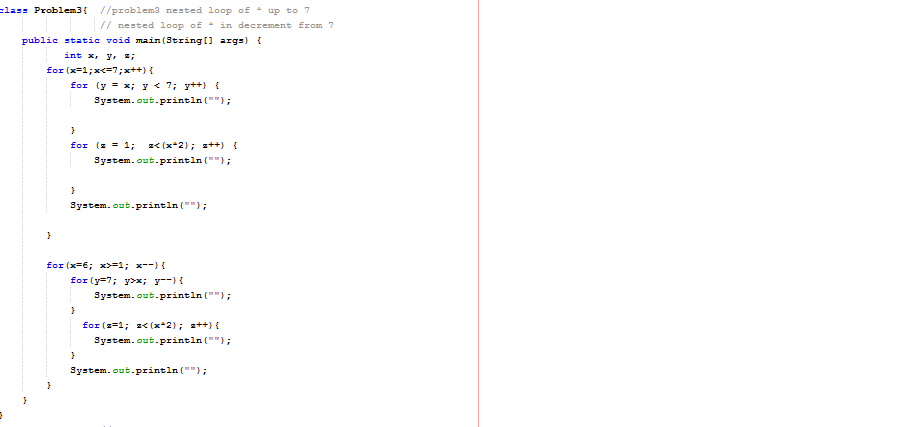 class Problem3{ //problem3 nested loop of * up to 7
// nested loop of * in decrement from 7
public static void main(String[] args) {
int x, y, z;
for(x=1;x<=7;x++){
for (y = x; y < 7; y++) {
System.out.println("");
}
for (z = 1; z<(x*2); z++) {
System.out.println("");
}
System.out.println("");
}
for(x=6; x>=1; x--){
for(y=7; y>x; y--){
System.out.println("");
}
for(z=1; z<(x*2); z++){
System.out.println("");
}
System.out.println("");
}
}
}